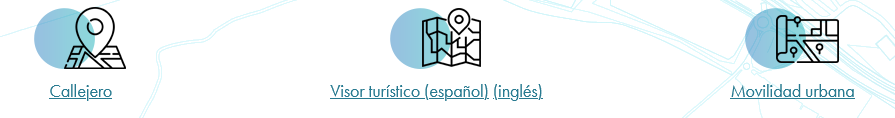 Callejero
Visor turístico (español) (inglés)
Movilidad urbana